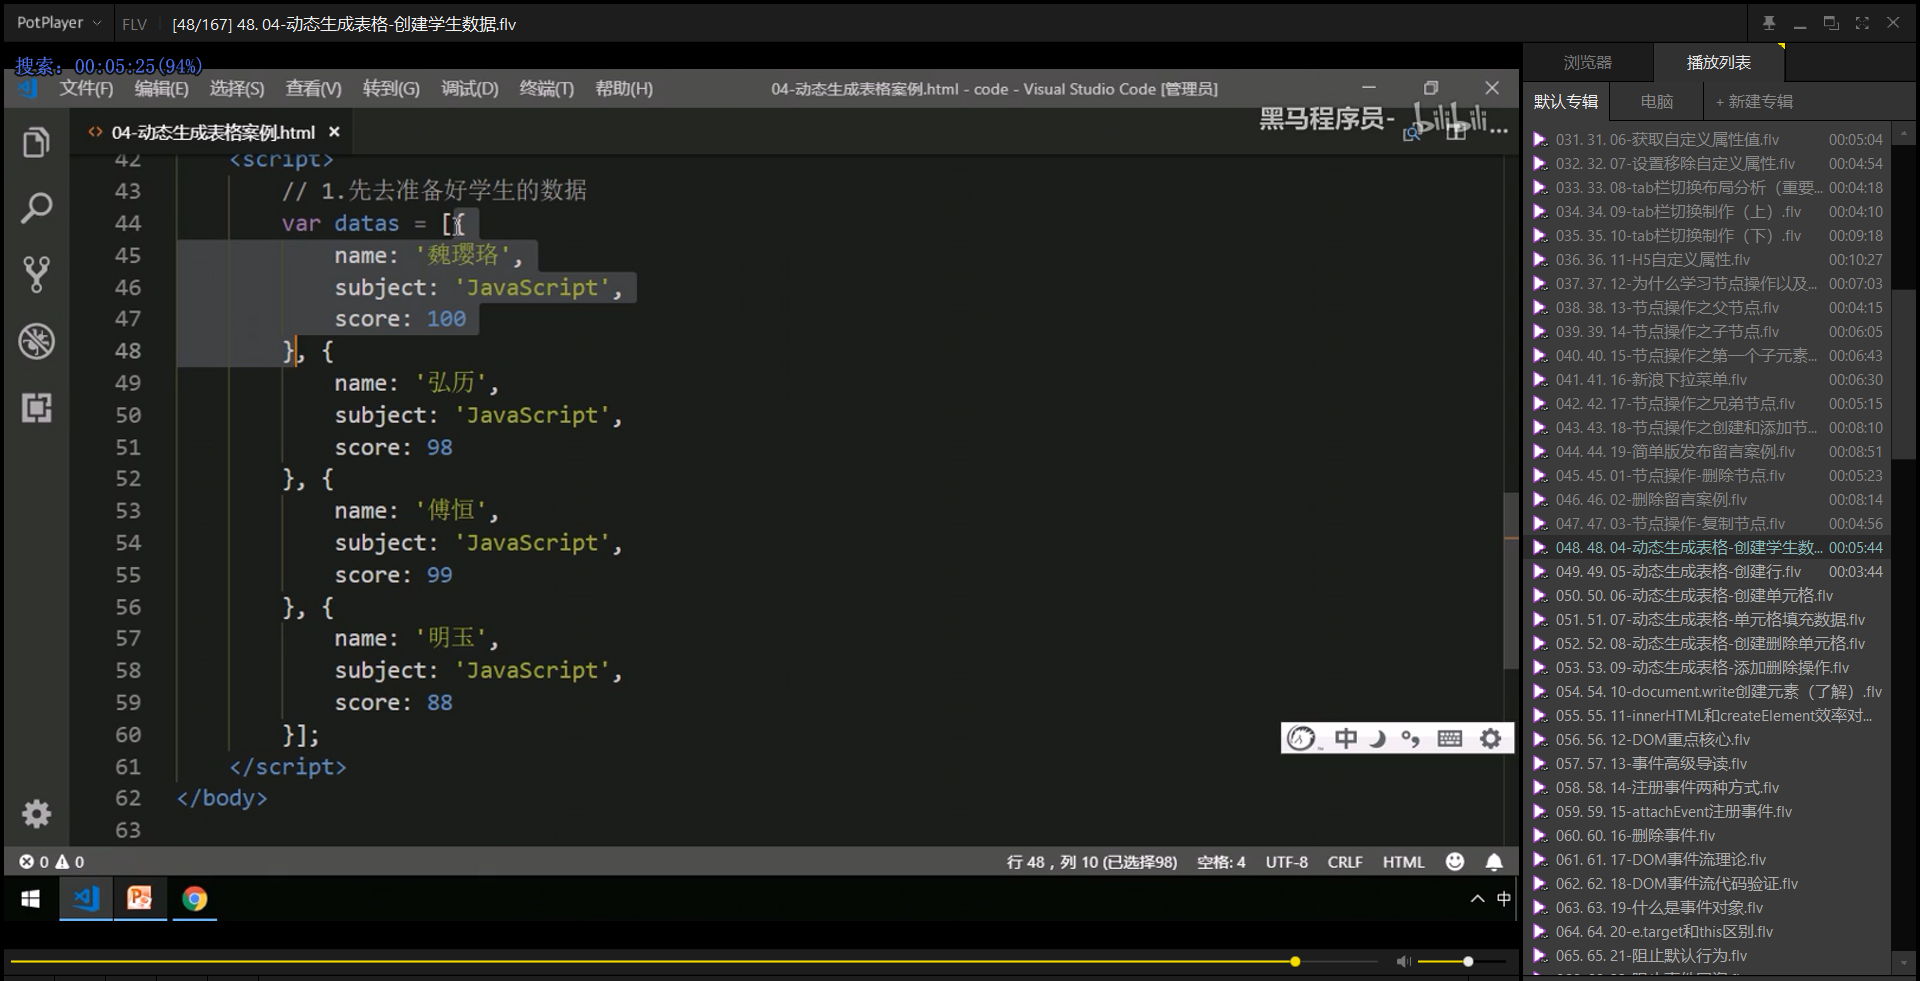 PotPlayer
FLV
[48/167] 48. 04-动态生成表格-创建学生数据.flv
搜索: 00:05:25(94%)
文件(F) 编辑(E) 选择(S) 查看(V) 转到(G) 调试(D) 终端(T) 帮助(H)
04-动态生成表格案例.html - code - Visual Studio Code [管理员]
<> 04-动态生成表格案例.html ×
黑马程序员-
bilibili
42 <script>
43 // 1.先去准备好学生的数据
44 var datas = [{
45 name: '魏璎珞',
46 subject: 'JavaScript',
47 score: 100
48 }, {
49 name: '弘历',
50 subject: 'JavaScript',
51 score: 98
52 }, {
53 name: '傅恒',
54 subject: 'JavaScript',
55 score: 99
56 }, {
57 name: '明玉',
58 subject: 'JavaScript',
59 score: 88
60 }];
61 </script>
62 </body>
63
中
0 0
行 48，列 10 (已选择98) 空格: 4 UTF-8 CRLF HTML
中
浏览器 播放列表
默认专辑 电脑 + 新建专辑
031. 31. 06-获取自定义属性值.flv 00:05:04
032. 32. 07-设置移除自定义属性.flv 00:04:54
033. 33. 08-tab栏切换布局分析（重要... 00:04:18
034. 34. 09-tab栏切换制作（上）.flv 00:04:10
035. 35. 10-tab栏切换制作（下）.flv 00:09:18
036. 36. 11-H5自定义属性.flv 00:10:27
037. 37. 12-为什么学习节点操作以及... 00:07:03
038. 38. 13-节点操作之父节点.flv 00:04:15
039. 39. 14-节点操作之子节点.flv 00:06:05
040. 40. 15-节点操作之第一个子元素... 00:06:43
041. 41. 16-新浪下拉菜单.flv 00:06:30
042. 42. 17-节点操作之兄弟节点.flv 00:05:15
043. 43. 18-节点操作之创建和添加节... 00:08:10
044. 44. 19-简单版发布留言案例.flv 00:08:51
045. 45. 01-节点操作-删除节点.flv 00:05:23
046. 46. 02-删除留言案例.flv 00:08:14
047. 47. 03-节点操作-复制节点.flv 00:04:56
048. 48. 04-动态生成表格-创建学生数... 00:05:44
049. 49. 05-动态生成表格-创建行.flv 00:03:44
050. 50. 06-动态生成表格-创建单元格.flv
051. 51. 07-动态生成表格-单元格填充数据.flv
052. 52. 08-动态生成表格-创建删除单元格.flv
053. 53. 09-动态生成表格-添加删除操作.flv
054. 54. 10-document.write创建元素（了解）.flv
055. 55. 11-innerHTML和createElement效率对...
056. 56. 12-DOM重点核心.flv
057. 57. 13-事件高级导读.flv
058. 58. 14-注册事件两种方式.flv
059. 59. 15-attachEvent注册事件.flv
060. 60. 16-删除事件.flv
061. 61. 17-DOM事件流理论.flv
062. 62. 18-DOM事件流代码验证.flv
063. 63. 19-什么是事件对象.flv
064. 64. 20-e.target和this区别.flv
065. 65. 21-阻止默认行为.flv